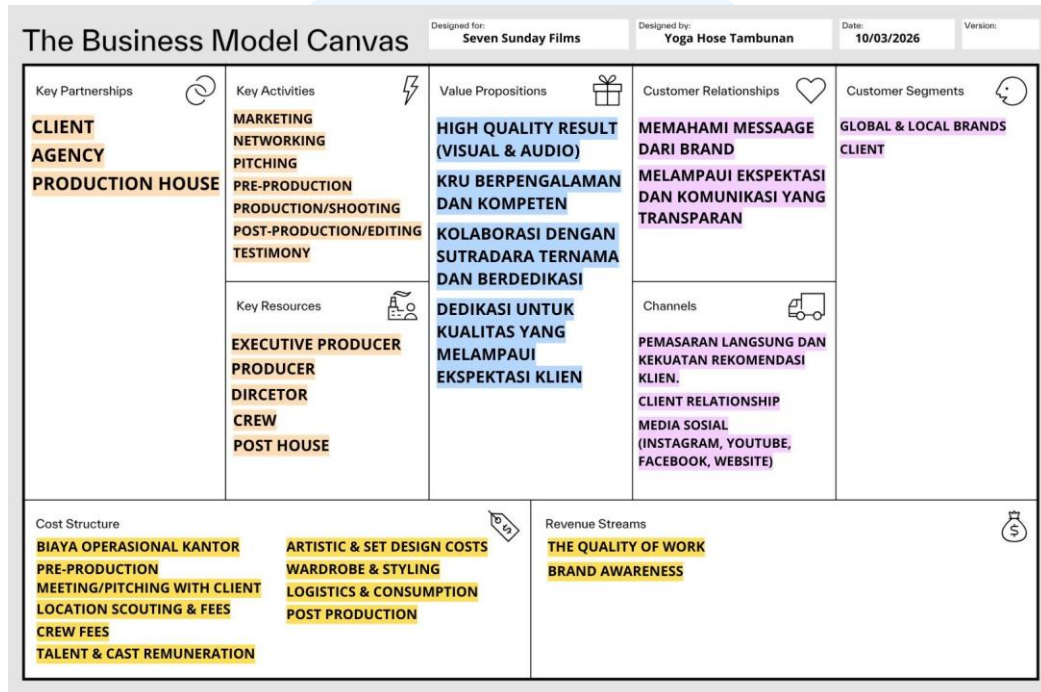 The Business Model Canvas
Designed for:
Seven Sunday Films
Designed by:
Yoga Hose Tambunan
Date:
10/03/2026
Version:
Key Partnerships
CLIENT
AGENCY
PRODUCTION HOUSE
Key Activities
MARKETING
NETWORKING
PITCHING
PRE-PRODUCTION
PRODUCTION/SHOOTING
POST-PRODUCTION/EDITING
TESTIMONY
Key Resources
EXECUTIVE PRODUCER
PRODUCER
DIRCETOR
CREW
POST HOUSE
Value Propositions
HIGH QUALITY RESULT
(VISUAL & AUDIO)
KRU BERPENGALAMAN
DAN KOMPETEN
KOLABORASI DENGAN
SUTRADARA TERNAMA
DAN BERDEDIKASI
DEDIKASI UNTUK
KUALITAS YANG
MELAMPAUI
EKSPEKTASI KLIEN
Customer Relationships
MEMAHAMI MESSAAGE
DARI BRAND
MELAMPAUI EKSPEKTASI
DAN KOMUNIKASI YANG
TRANSPARAN
Channels
PEMASARAN LANGSUNG DAN
KEKUATAN REKOMENDASI
KLIEN.
CLIENT RELATIONSHIP
MEDIA SOSIAL
(INSTAGRAM, YOUTUBE,
FACEBOOK, WEBSITE)
Customer Segments
GLOBAL & LOCAL BRANDS
CLIENT
Cost Structure
BIAYA OPERASIONAL KANTOR
PRE-PRODUCTION
MEETING/PITCHING WITH CLIENT
LOCATION SCOUTING & FEES
CREW FEES
TALENT & CAST REMUNERATION
ARTISTIC & SET DESIGN COSTS
WARDROBE & STYLING
LOGISTICS & CONSUMPTION
POST PRODUCTION
Revenue Streams
THE QUALITY OF WORK
BRAND AWARENESS